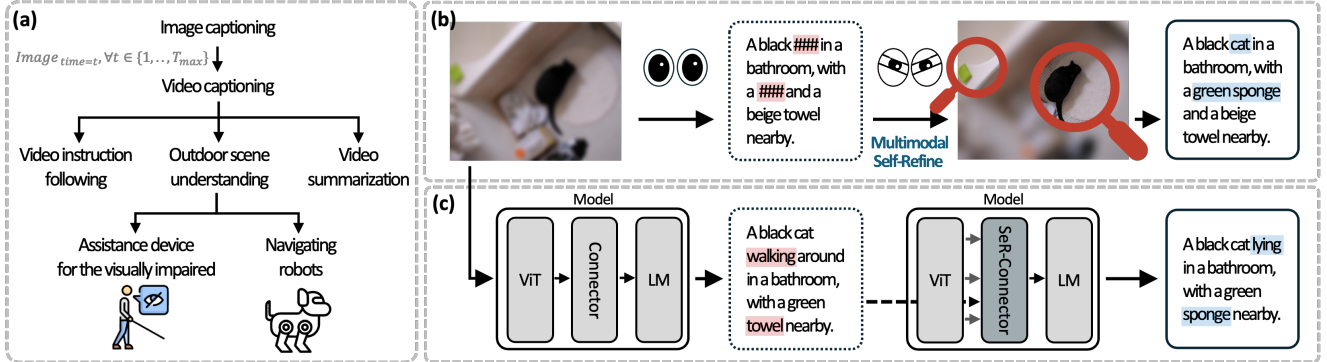 (a)
Image captioning
Image time=t, ∀t ∈ {1, . . , Tmax}
Video captioning
Video instruction
following
Outdoor scene
understanding
Video
summarization
Assistance device
for the visually impaired
Navigating
robots
(b)
A black ### in a
bathroom, with
a ### and a
beige towel
nearby.
Multimodal
Self-Refine
A black cat in a
bathroom, with
a green sponge
and a beige
towel nearby.
(c)
Model
ViT
Connector
LM
A black cat
walking around
in a bathroom,
with a green
towel nearby.
Model
ViT
SeR-Connector
LM
A black cat lying
in a bathroom,
with a green
sponge nearby.